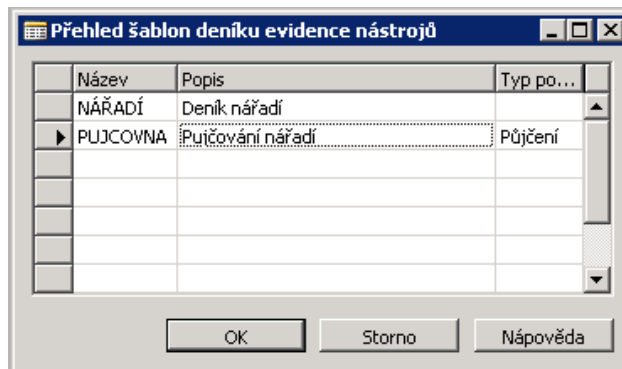 Přehled šablon deníku evidence nástrojů
Název Popis Typ po...
NÁŘADÍ Deník nářadí
PUJCOVNA Pujčování nářadí Půjčení
OK Storno Nápověda